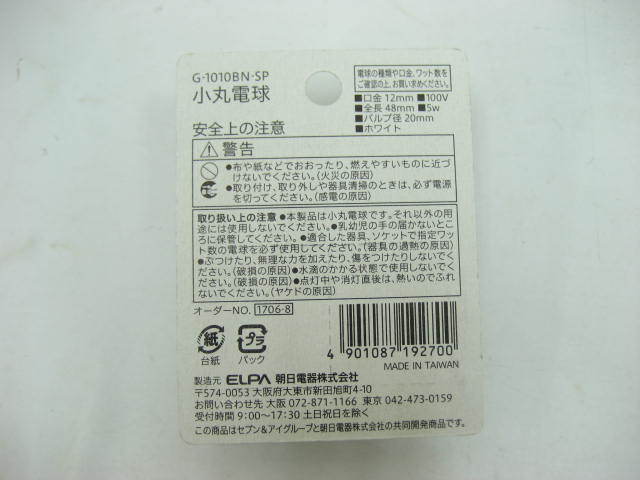 G-1010BN-SP
小丸電球
電球の種類や口金、ワット数を
ご確認の上、お買い求めください。
■口金 12mm ■100V
■全長 48mm ■5w
■バルブ径 20mm
■ホワイト
安全上の注意
警告
●布や紙などでおおったり、燃えやすいものに近づ
けないでください。(火災の原因)
●取り付け、取り外しや器具清掃のときは、必ず電源
を切ってください。(感電の原因)
取り扱い上の注意 ●本製品は小丸電球です。それ以外の用
途には使用しないでください。●乳幼児の手の届かないとこ
ろに保管してください。●適合した器具、ソケットで指定ワッ
ト数の電球を必ず使用してください。(器具の過熱の原因)
●ぶつけたり、無理な力を加えたり、傷をつけたりしないでく
ださい。(破損の原因)●水滴のかかる状態で使用しないでく
ださい。(破損の原因)●点灯中や消灯直後は、熱いのでふれ
ないでください。(ヤケドの原因)
オーダーNO. 1706-8
紙
台紙
プラ
パック
4 901087 192700
MADE IN TAIWAN
製造元 ELPA 朝日電器株式会社
〒574-0053 大阪府大東市新田旭町4-10
お問い合わせ先 大阪 072-871-1166 東京 042-473-0159
受付時間 9:00～17:30 土日祝日を除く
この商品はセブン&アイグループと朝日電器株式会社の共同開発商品です。